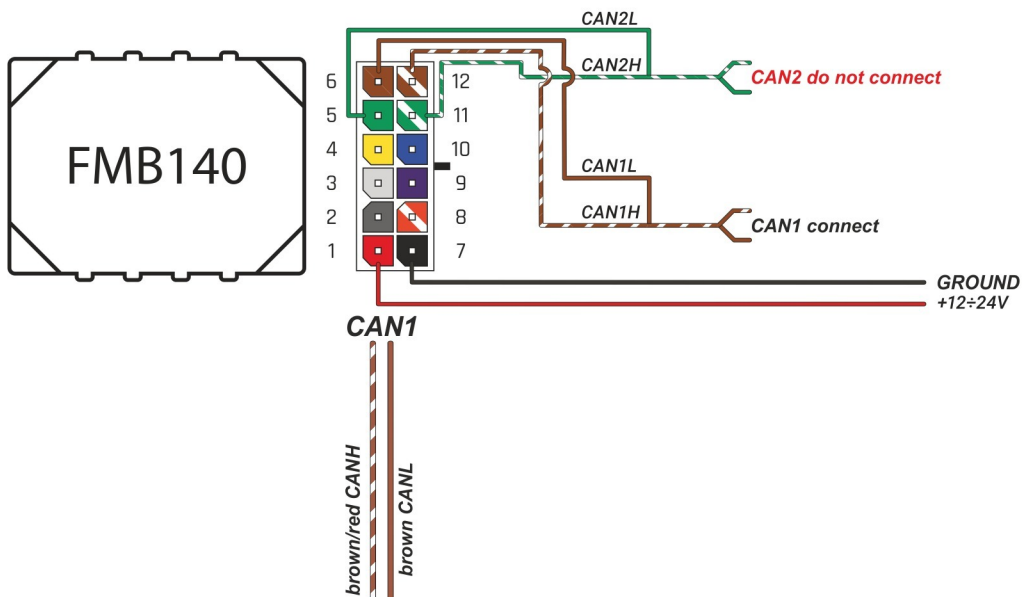 CAN2L
FMB140
6
12
CAN2H
CAN2 do not connect
5
11
4
10
3
9
CAN1L
2
8
CAN1H
CAN1 connect
1
7
GROUND
+12÷24V
CAN1
brown/red CANH
brown CANL